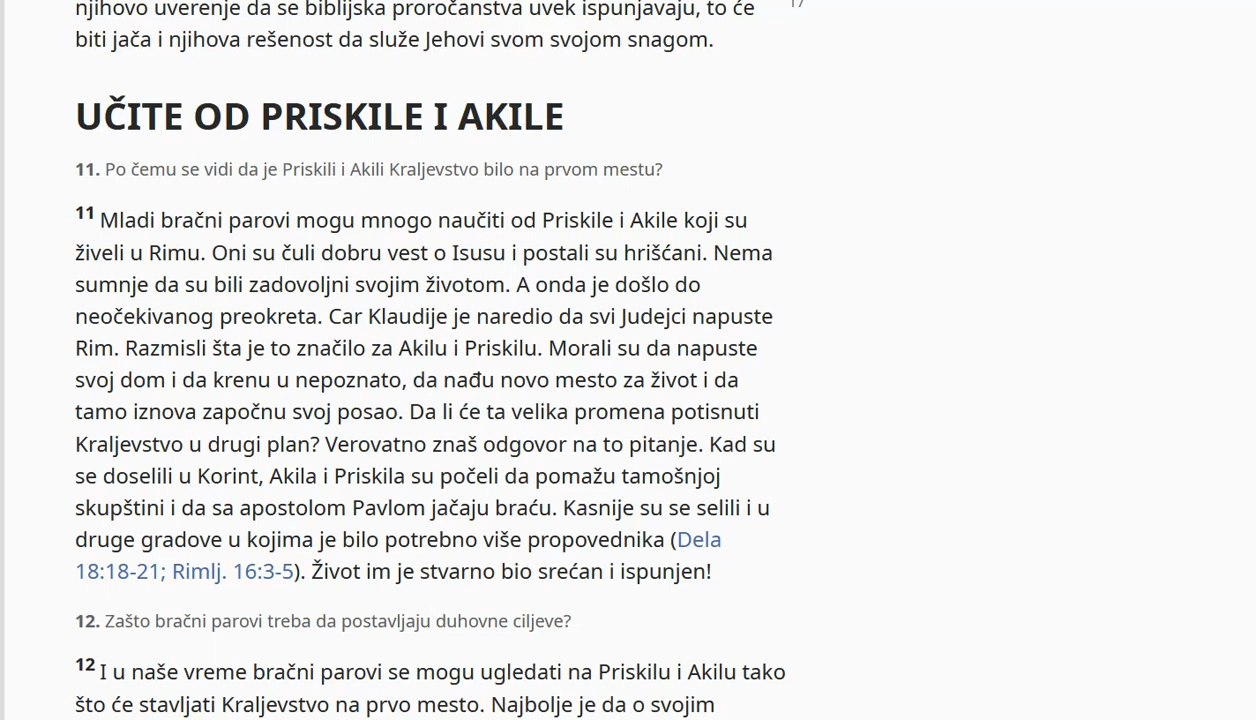 njihovo uverenje da se biblijska proročanstva uvek ispunjavaju, to će
17
biti jača i njihova rešenost da služe Jehovi svom svojom snagom.
UČITE OD PRISKILE I AKILE
11. Po čemu se vidi da je Priskili i Akili Kraljevstvo bilo na prvom mestu?
11 Mladi bračni parovi mogu mnogo naučiti od Priskile i Akile koji su
živeli u Rimu. Oni su čuli dobru vest o Isusu i postali su hrišćani. Nema
sumnje da su bili zadovoljni svojim životom. A onda je došlo do
neočekivanog preokreta. Car Klaudije je naredio da svi Judejci napuste
Rim. Razmisli šta je to značilo za Akilu i Priskilu. Morali su da napuste
svoj dom i da krenu u nepoznato, da nađu novo mesto za život i da
tamo iznova započnu svoj posao. Da li će ta velika promena potisnuti
Kraljevstvo u drugi plan? Verovatno znaš odgovor na to pitanje. Kad su
se doselili u Korint, Akila i Priskila su počeli da pomažu tamošnjoj
skupštini i da sa apostolom Pavlom jačaju braću. Kasnije su se selili i u
druge gradove u kojima je bilo potrebno više propovednika (Dela
18:18-21; Rimlj. 16:3-5). Život im je stvarno bio srećan i ispunjen!
12. Zašto bračni parovi treba da postavljaju duhovne ciljeve?
12 I u naše vreme bračni parovi se mogu ugledati na Priskilu i Akilu tako
što će stavljati Kraljevstvo na prvo mesto. Najbolje je da o svojim